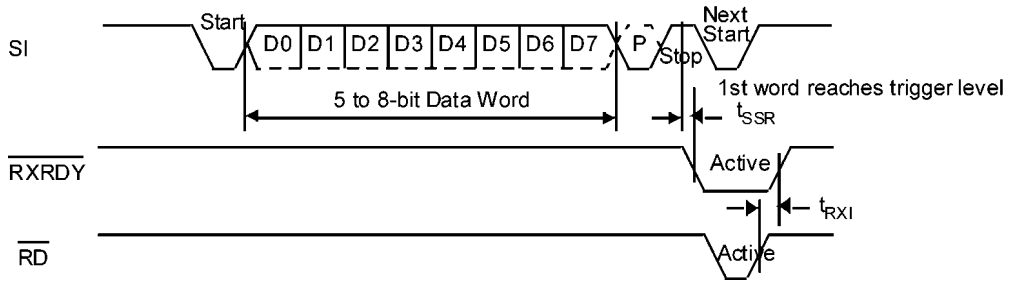 Start
Next
Start
SI
D0 D1 D2 D3 D4 D5 D6 D7 P
Stop
5 to 8-bit Data Word
1st word reaches trigger level
tSSR
RXRDY
Active
tRXI
RD
Active